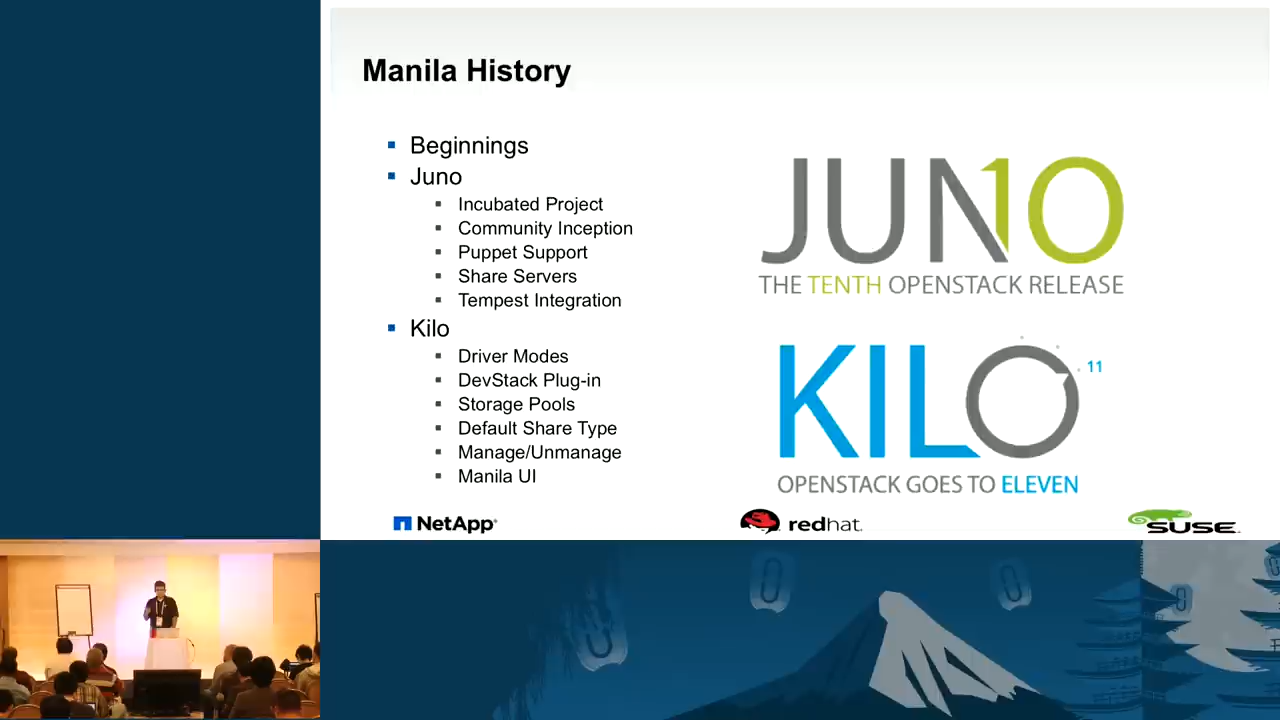 Manila History
Beginnings
Juno
Incubated Project
Community Inception
Puppet Support
Share Servers
Tempest Integration
Kilo
Driver Modes
DevStack Plug-in
Storage Pools
Default Share Type
Manage/Unmanage
Manila UI
JUN10
THE TENTH OPENSTACK RELEASE
KILO 11
OPENSTACK GOES TO ELEVEN
NetApp
redhat.
SUSE